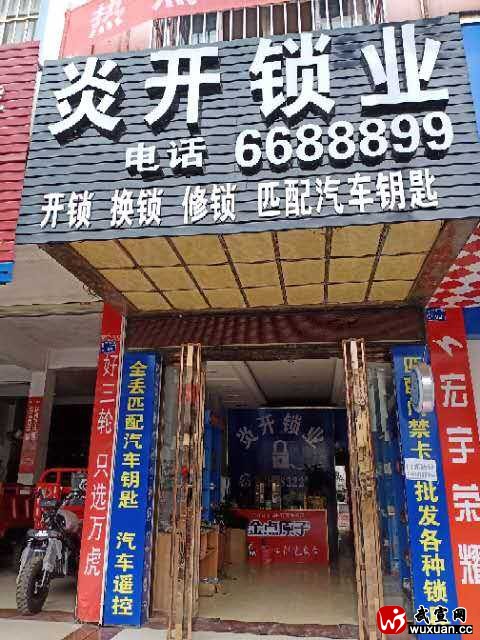 炎开锁业
电话 6688899
开锁 换锁 修锁 匹配汽车钥匙
好三轮 只选万虎
全丢匹配汽车钥匙 汽车遥控
炎开锁业
禁卡 批发各种锁
宏宇荣耀
武宣网
wuxuan.cc